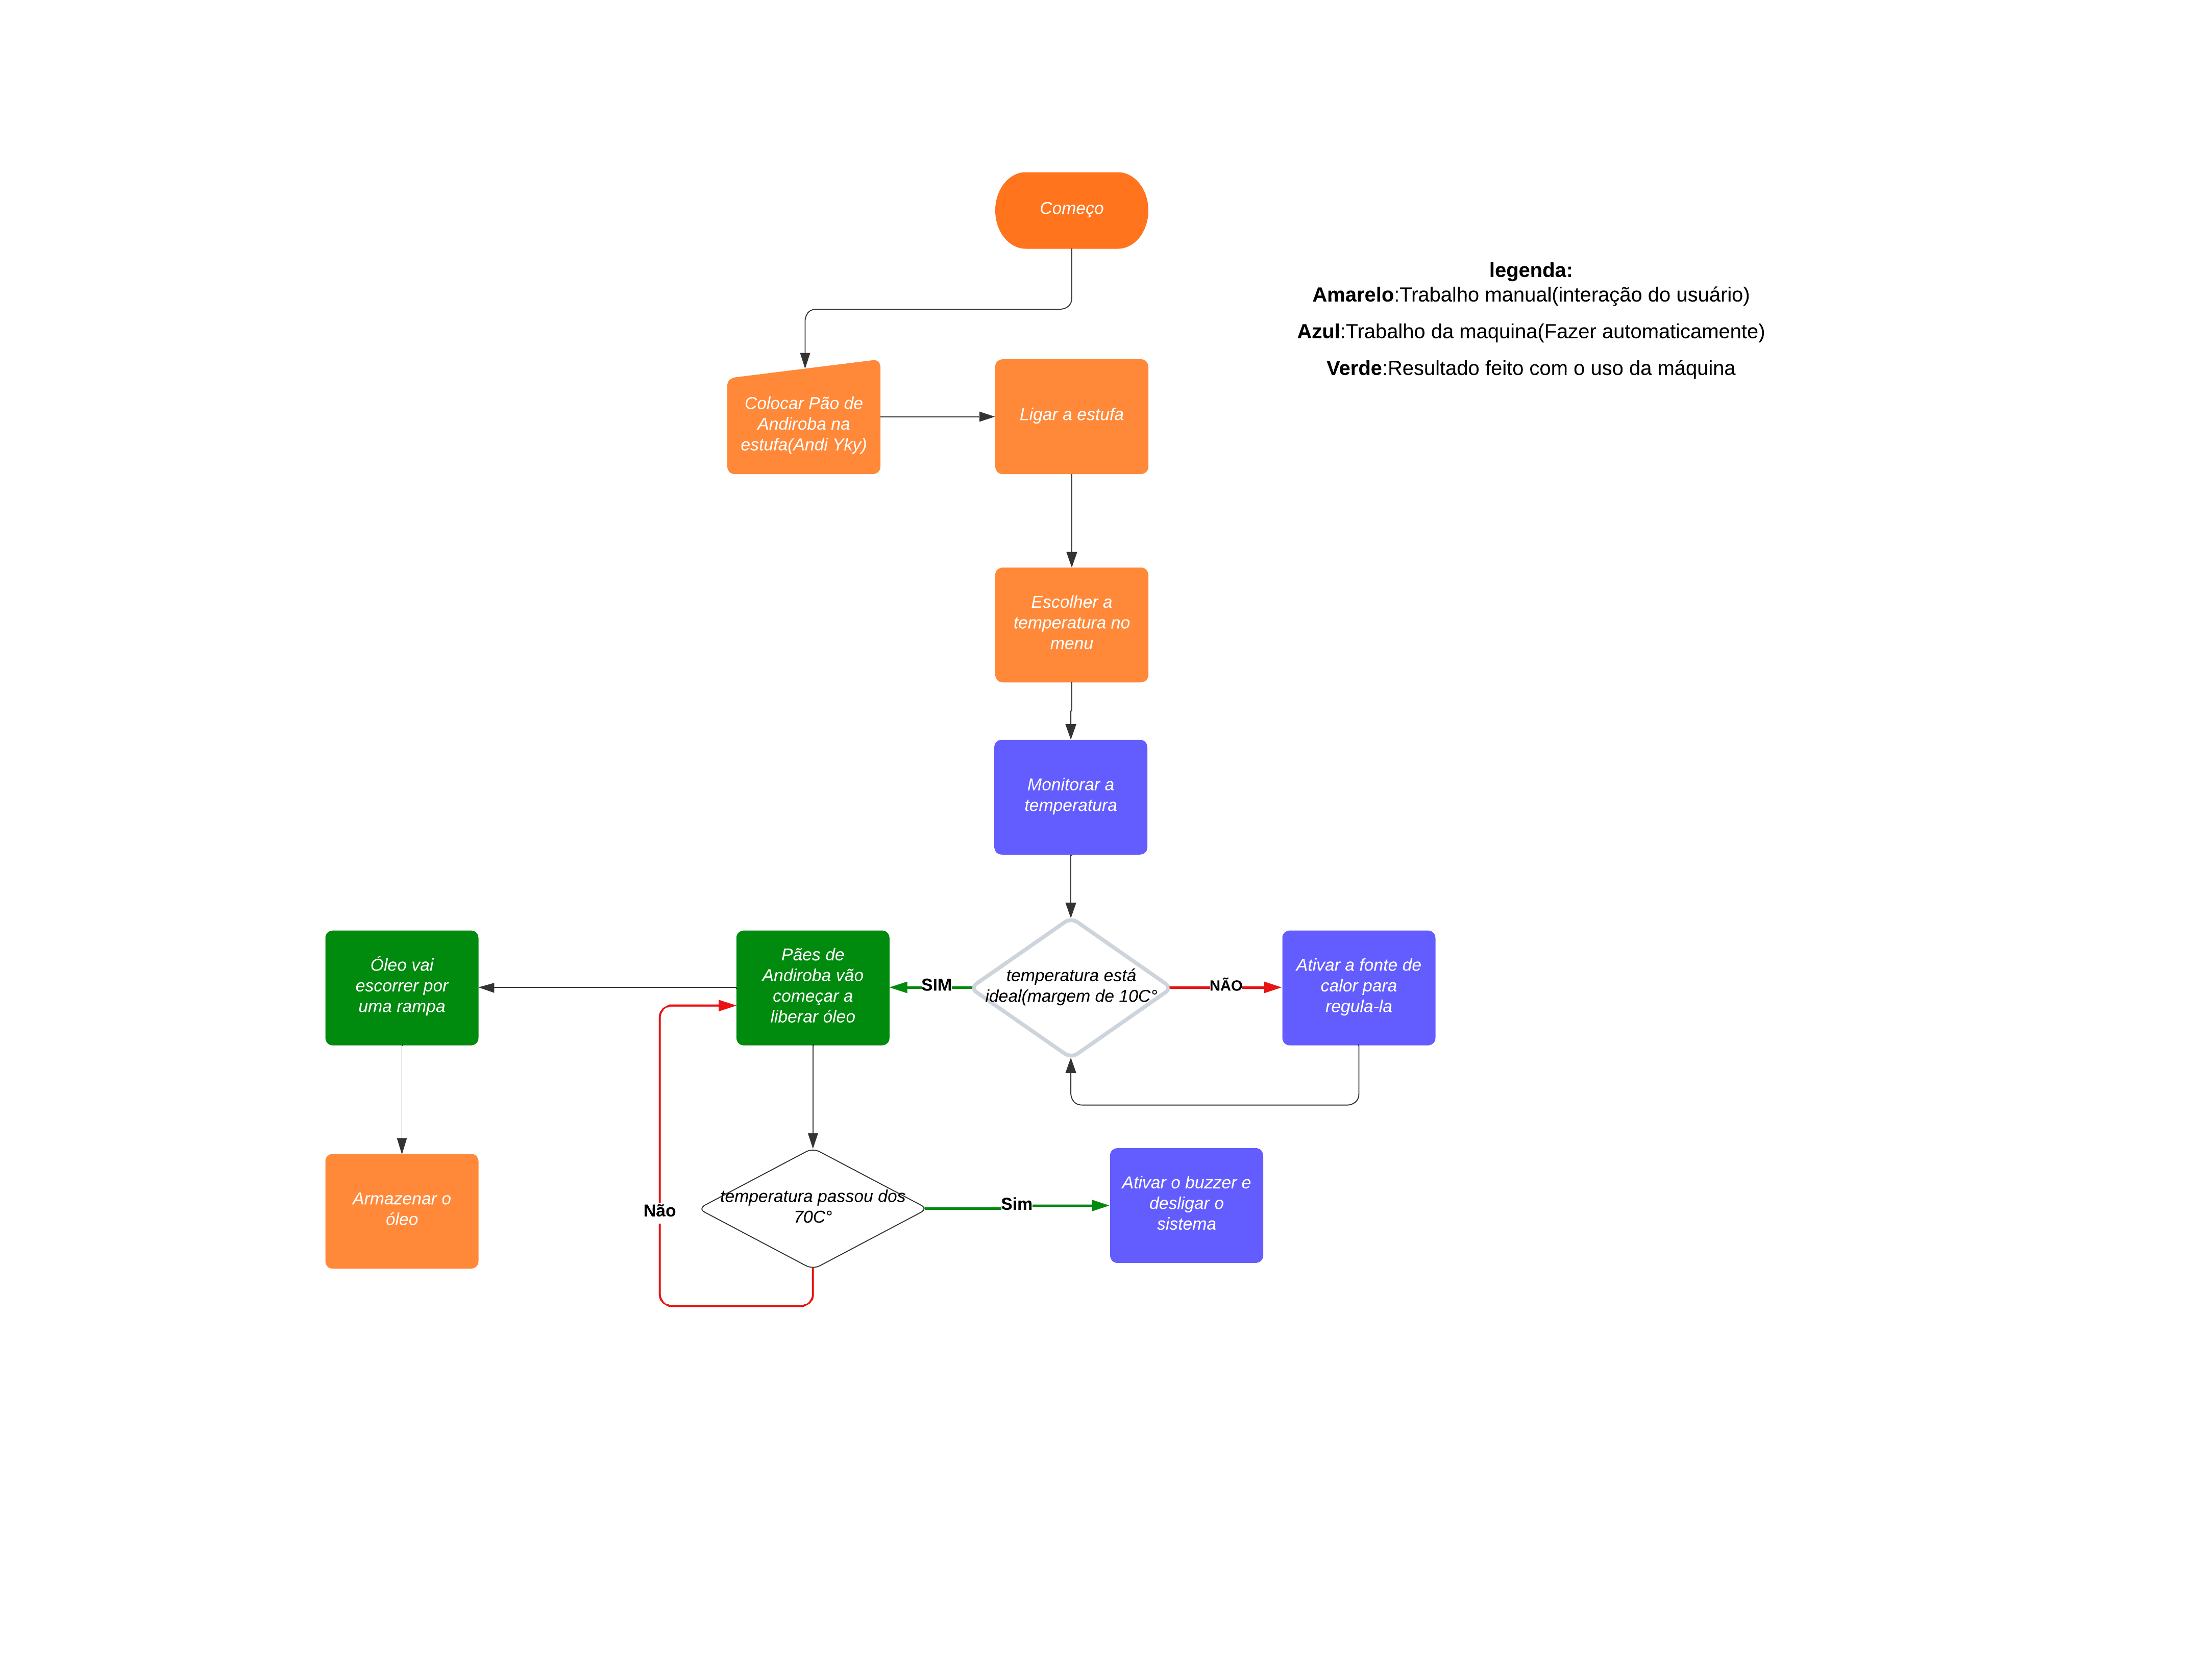 Começo
legenda:
Amarelo:Trabalho manual(interação do usuário)
Azul:Trabalho da maquina(Fazer automaticamente)
Verde:Resultado feito com o uso da máquina
Colocar Pão de
Andiroba na
estufa(Andi Yky)
Ligar a estufa
Escolher a
temperatura no
menu
Monitorar a
temperatura
Óleo vai
escorrer por
uma rampa
Pães de
Andiroba vão
começar a
liberar óleo
SIM
temperatura está
ideal(margem de 10C°
NÃO
Ativar a fonte de
calor para
regula-la
Armazenar o
óleo
Não
temperatura passou dos
70C°
Sim
Ativar o buzzer e
desligar o
sistema